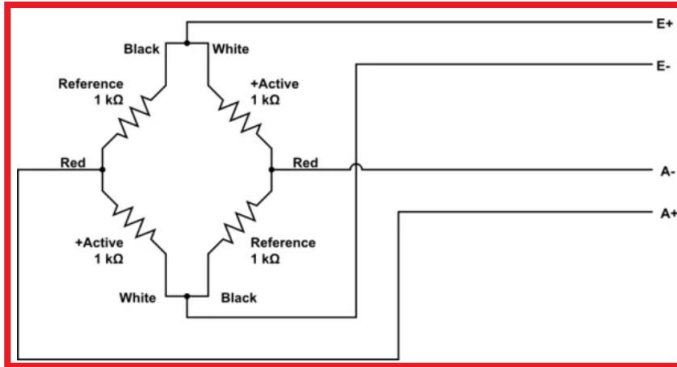 E+
Black White
E-
Reference
1 kΩ
+Active
1 kΩ
Red Red
A-
A+
+Active
1 kΩ
Reference
1 kΩ
White Black